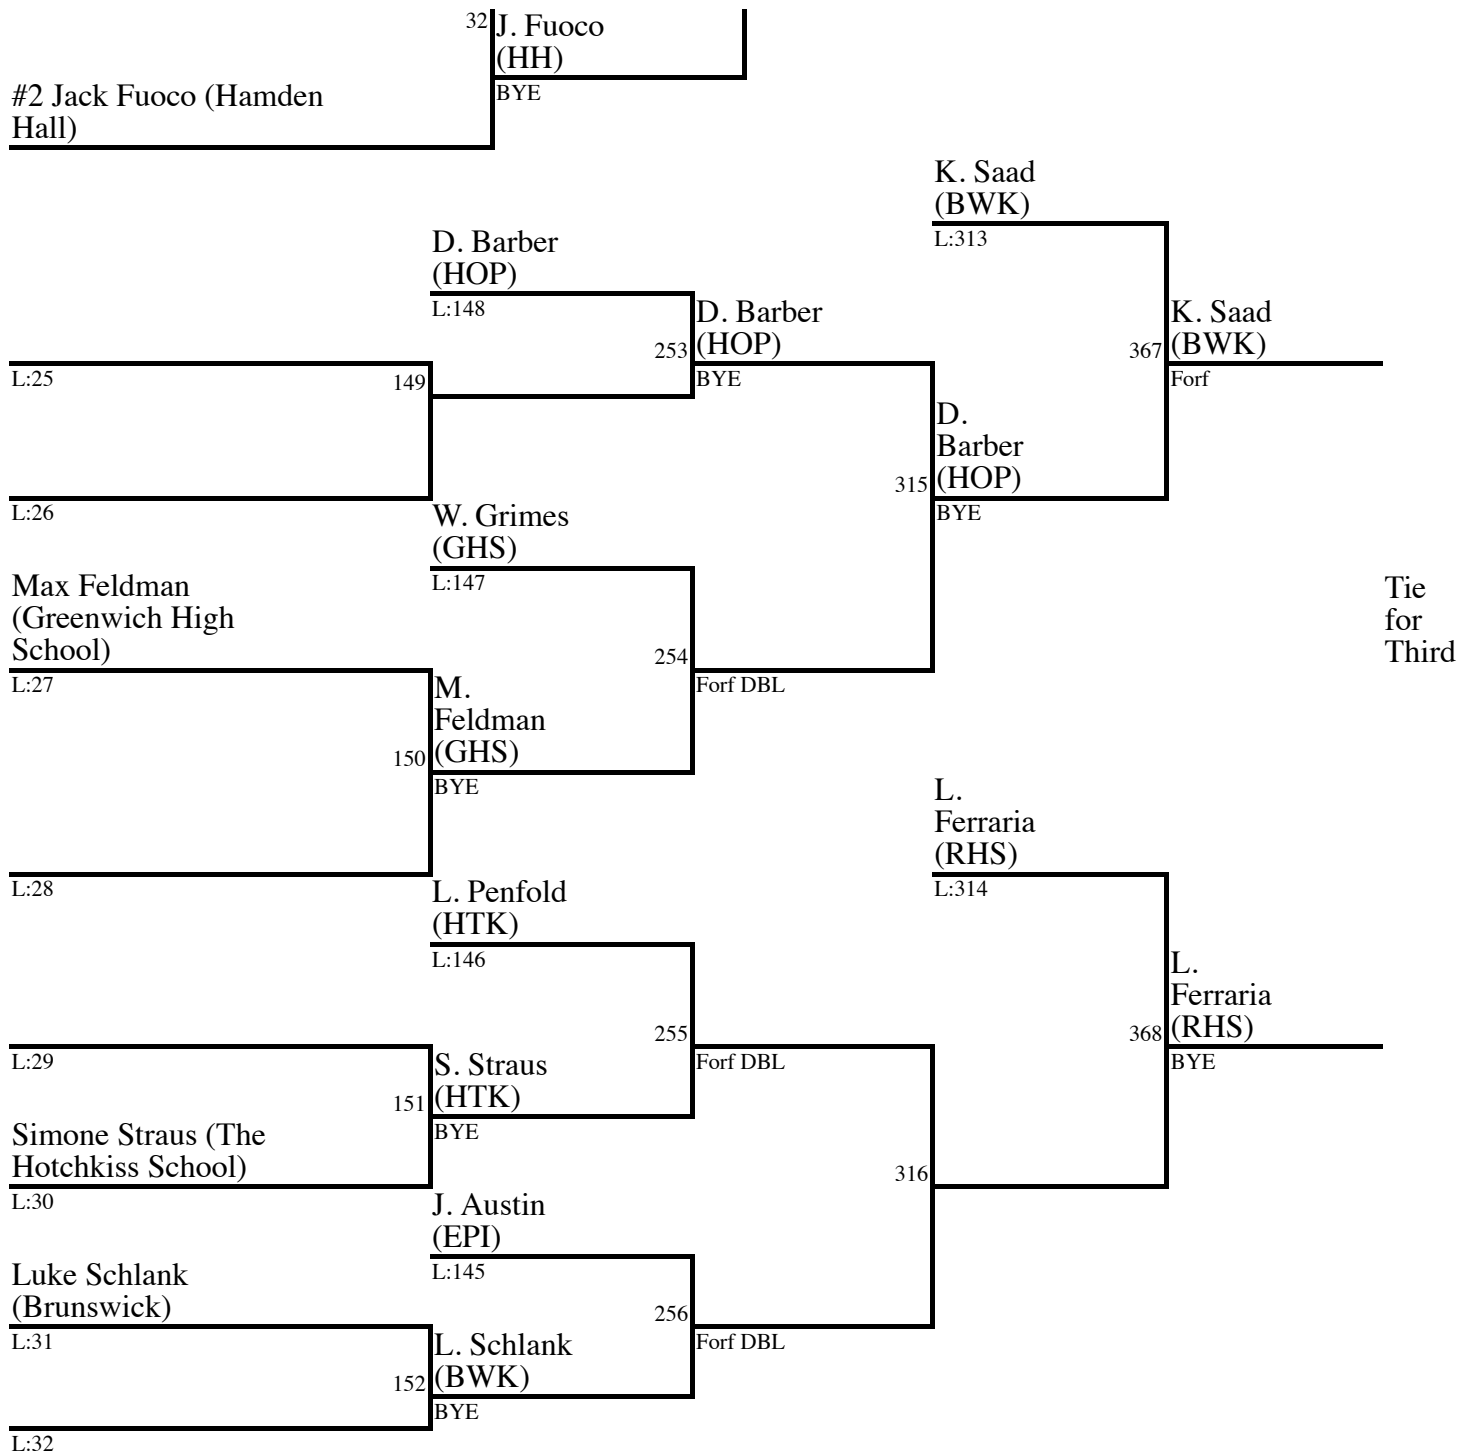 32
J. Fuoco
(HH)
BYE
#2 Jack Fuoco (Hamden
Hall)
K. Saad
(BWK)
L:313
D. Barber
(HOP)
L:148
D. Barber
253
(HOP)
BYE
K. Saad
367
(BWK)
Forf
L:25
149
D.
Barber
315
(HOP)
BYE
L:26
W. Grimes
(GHS)
L:147
Max Feldman
(Greenwich High
School)
L:27
Tie
for
Third
254
Forf DBL
M.
Feldman
150
(GHS)
BYE
L.
Ferraria
(RHS)
L:314
L:28
L. Penfold
(HTK)
L:146
L.
Ferraria
368
(RHS)
BYE
255
Forf DBL
L:29
S. Straus
151
(HTK)
BYE
Simone Straus (The
Hotchkiss School)
L:30
316
J. Austin
(EPI)
L:145
Luke Schlank
(Brunswick)
L:31
256
Forf DBL
L. Schlank
152
(BWK)
BYE
L:32